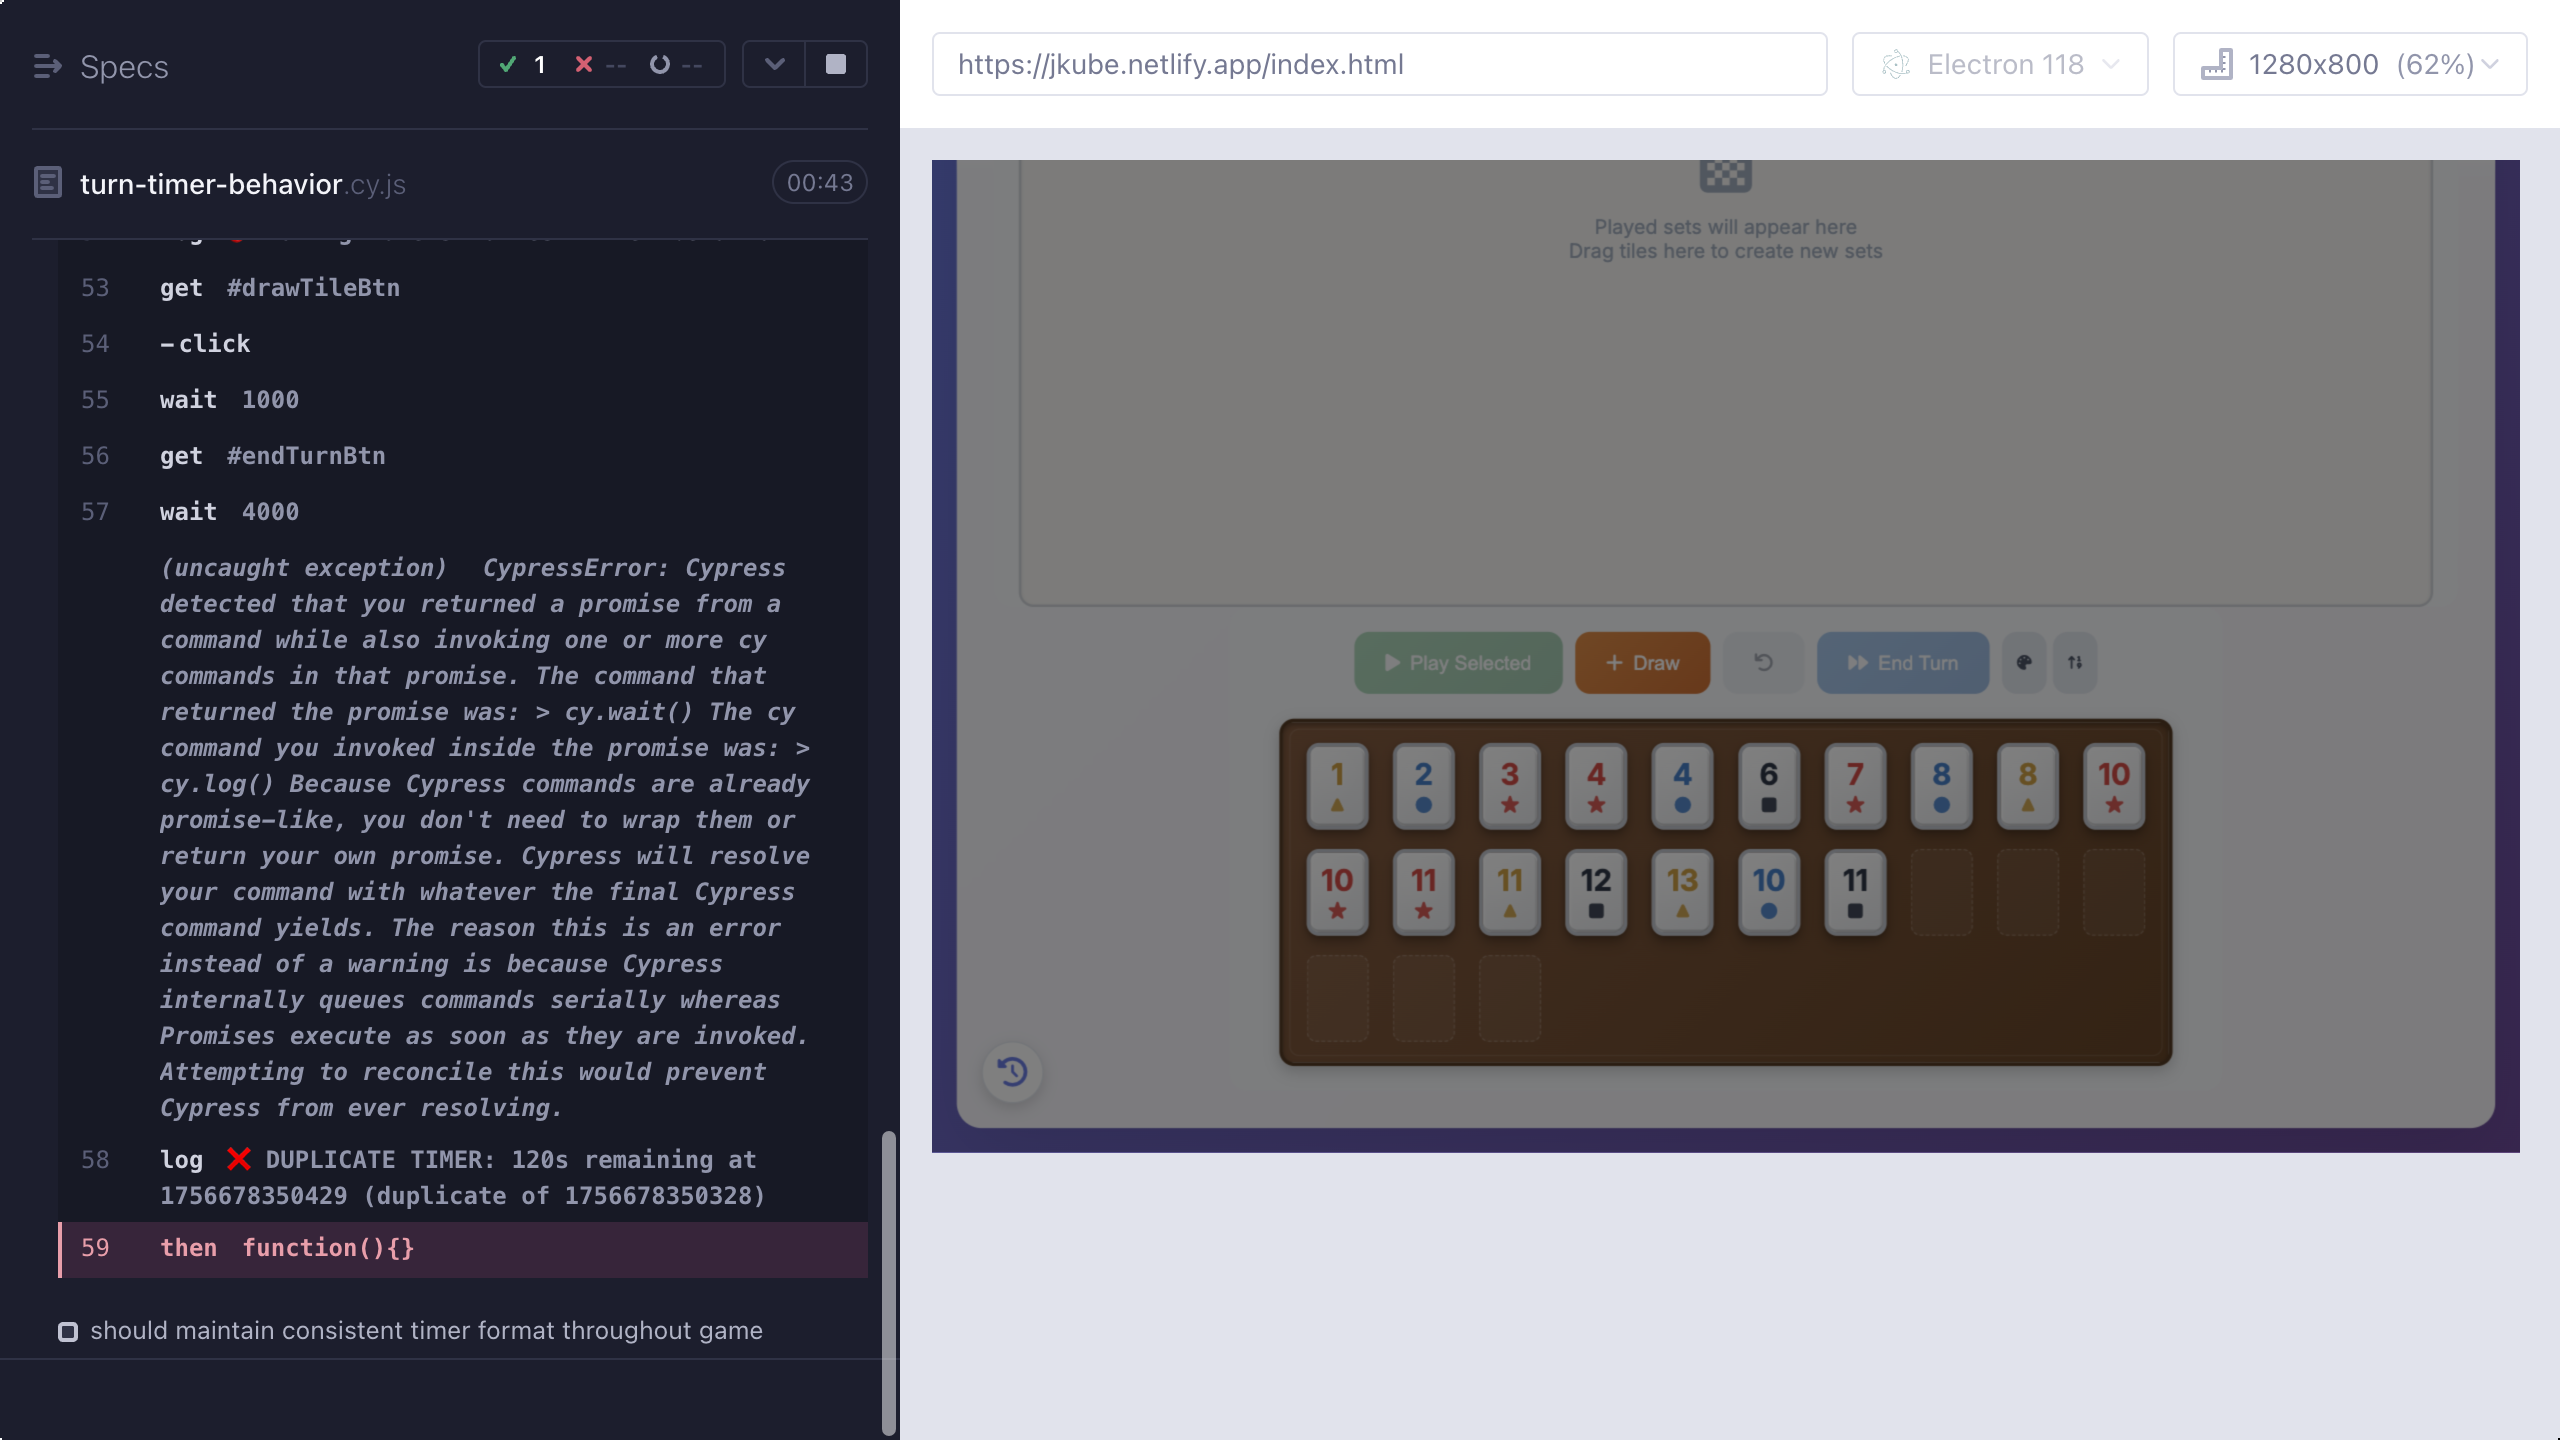 Specs
1
--
--
turn-timer-behavior.cy.js
00:43
53 get #drawTileBtn
54 -click
55 wait 1000
56 get #endTurnBtn
57 wait 4000
(uncaught exception) CypressError: Cypress
detected that you returned a promise from a
command while also invoking one or more cy
commands in that promise. The command that
returned the promise was: > cy.wait() The cy
command you invoked inside the promise was: >
cy.log() Because Cypress commands are already
promise-like, you don't need to wrap them or
return your own promise. Cypress will resolve
your command with whatever the final Cypress
command yields. The reason this is an error
instead of a warning is because Cypress
internally queues commands serially whereas
Promises execute as soon as they are invoked.
Attempting to reconcile this would prevent
Cypress from ever resolving.
58 log ❌ DUPLICATE TIMER: 120s remaining at
1756678350429 (duplicate of 1756678350328)
59 then function(){}
should maintain consistent timer format throughout game
https://jkube.netlify.app/index.html
Electron 118
1280x800 (62%)
Played sets will appear here
Drag tiles here to create new sets
Play Selected
Draw
End Turn
1 2 3 4 4 6 7 8 8 10
10 11 11 12 13 10 11